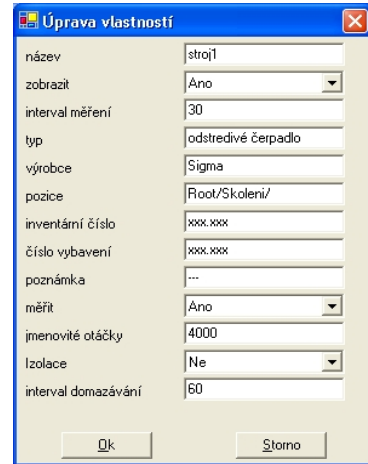 Úprava vlastností
název stroj1
zobrazit Ano
interval měření 30
typ odstredivé čerpadlo
výrobce Sigma
pozice Root/Skoleni/
inventární číslo xxx.xxx
číslo vybavení xxx.xxx
poznámka ---
měřit Ano
jmenovité otáčky 4000
Izolace Ne
interval domazávání 60
Ok Storno